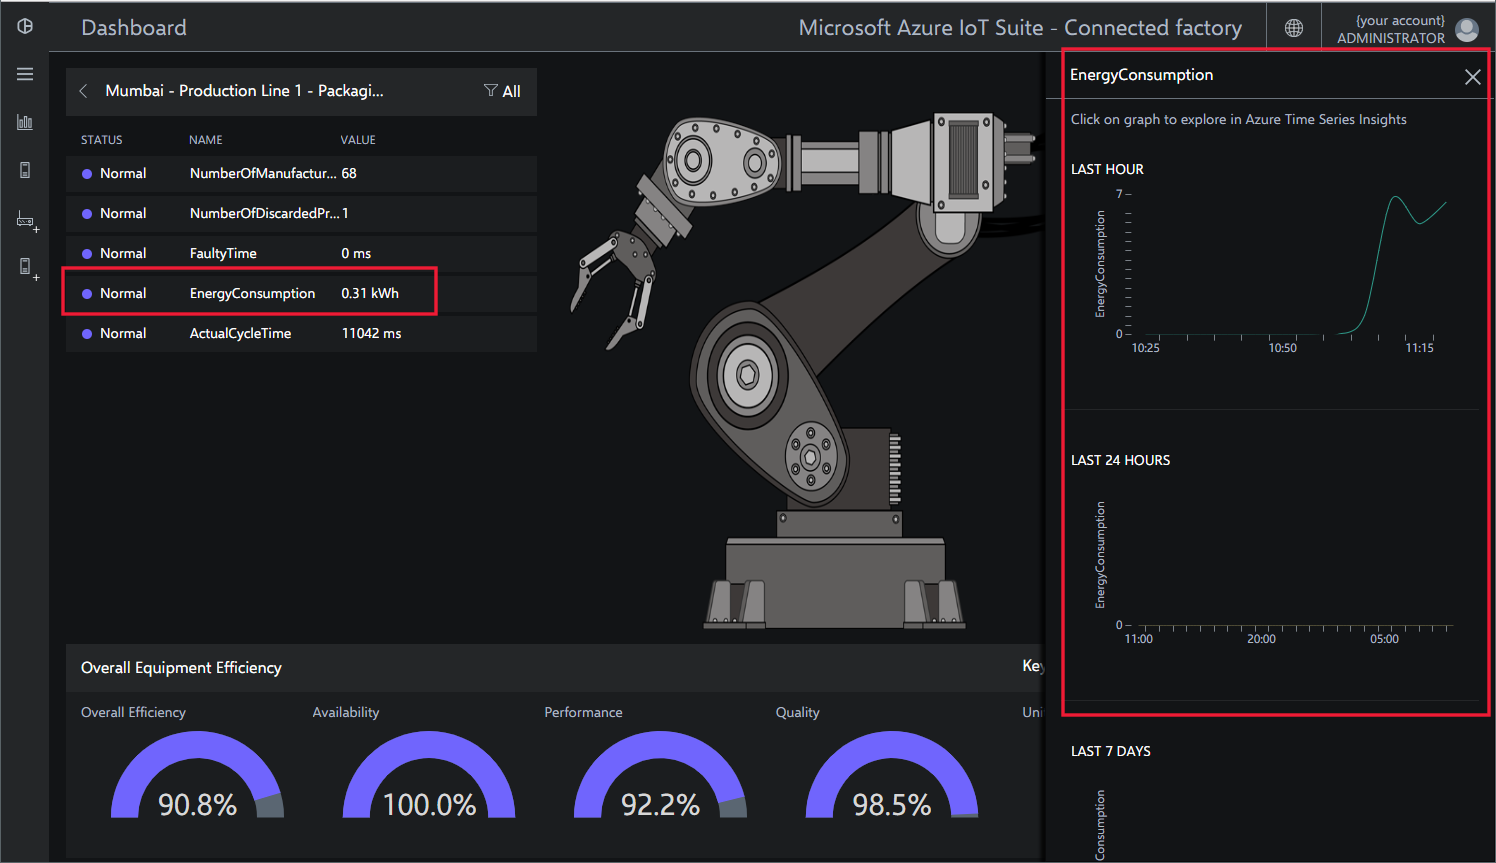 Dashboard
Microsoft Azure IoT Suite - Connected factory
{your account}
ADMINISTRATOR
Mumbai - Production Line 1 - Packagi...
All
STATUS NAME VALUE
Normal NumberOfManufactur... 68
Normal NumberOfDiscardedPr... 1
Normal FaultyTime 0 ms
Normal EnergyConsumption 0.31 kWh
Normal ActualCycleTime 11042 ms
Overall Equipment Efficiency
Key
Overall Efficiency Availability Performance Quality Uni
90.8% 100.0% 92.2% 98.5%
EnergyConsumption
Click on graph to explore in Azure Time Series Insights
LAST HOUR
7
EnergyConsumption
0
10:25 10:50 11:15
LAST 24 HOURS
EnergyConsumption
0
11:00 20:00 05:00
LAST 7 DAYS
Consumption